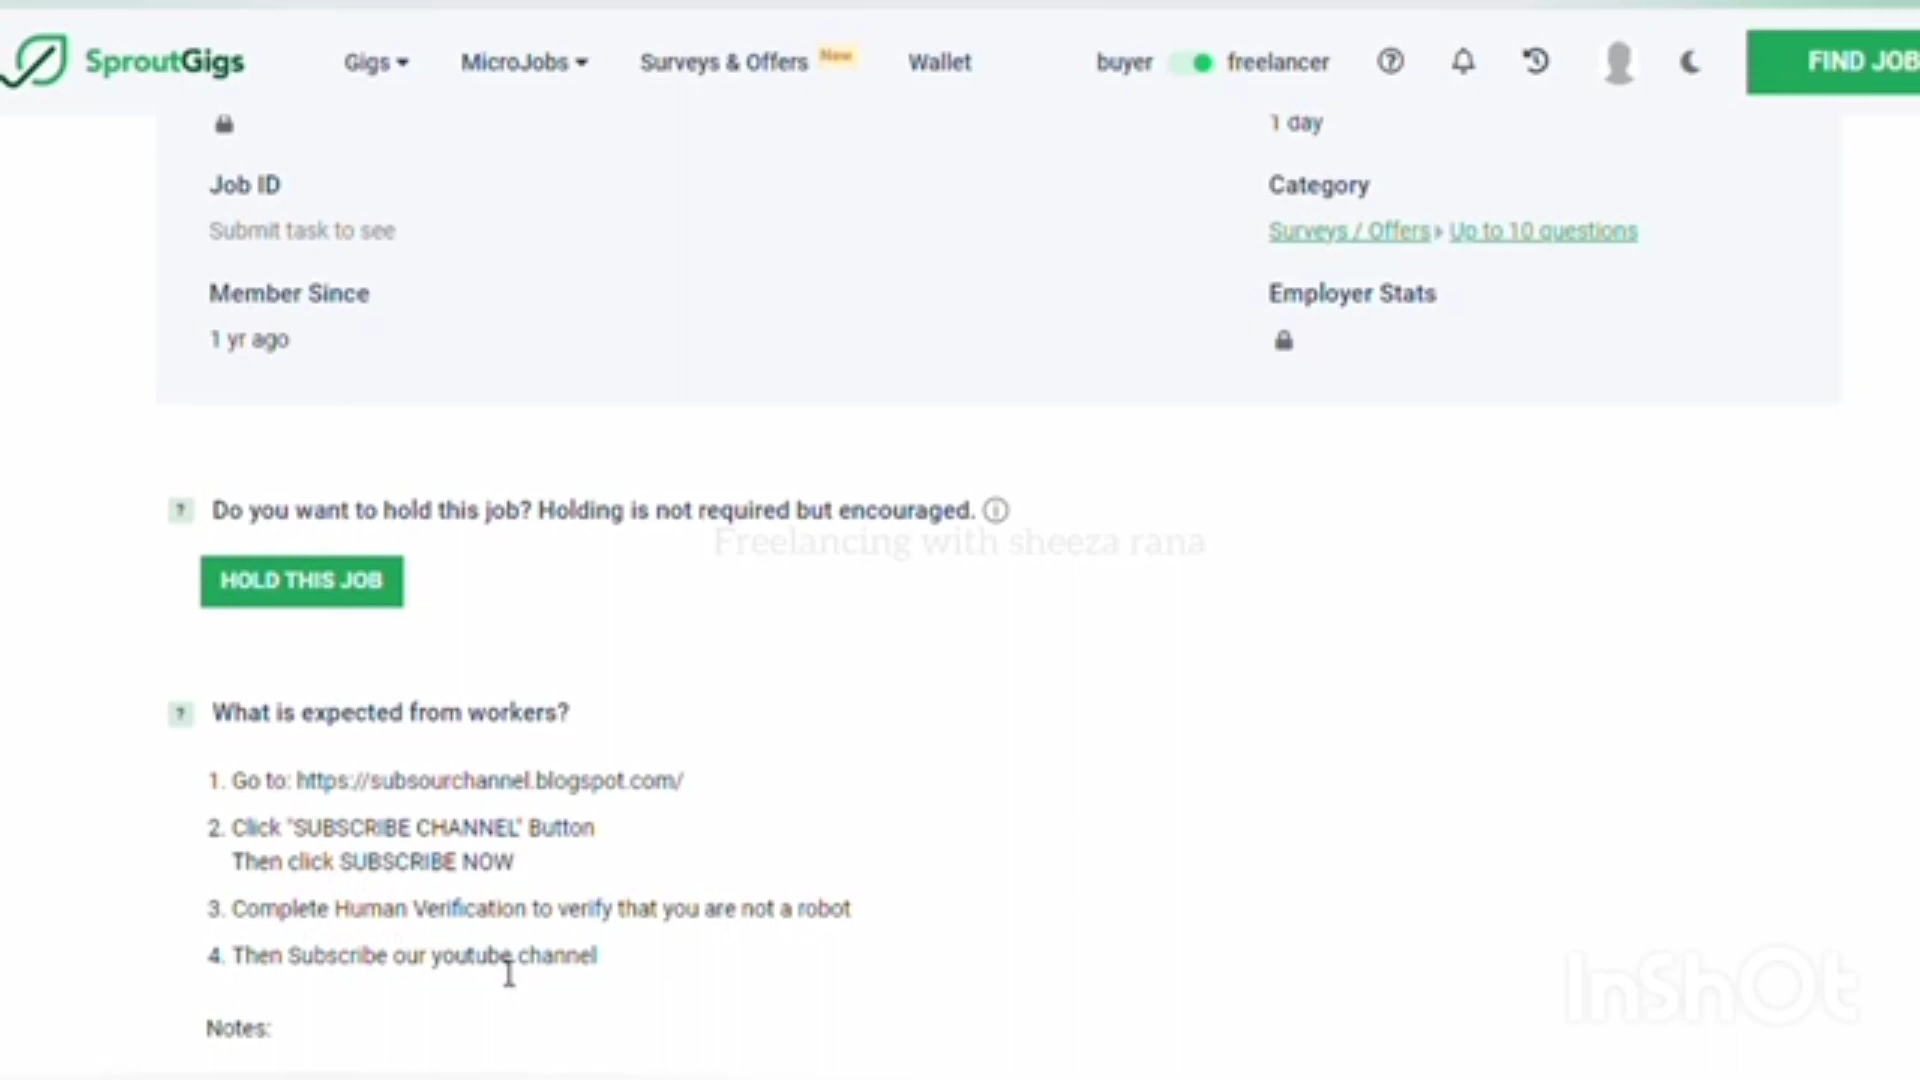 SproutGigs
Gigs
MicroJobs
Surveys & Offers New
Wallet
buyer
freelancer
FIND JOB
1 day
Job ID
Submit task to see
Category
Surveys / Offers Up to 10 questions
Member Since
1 yr ago
Employer Stats
? Do you want to hold this job? Holding is not required but encouraged.
Freelancing with sheeza rana
HOLD THIS JOB
? What is expected from workers?
1. Go to: https://subsourchannel.blogspot.com/
2. Click "SUBSCRIBE CHANNEL" Button
Then click SUBSCRIBE NOW
3. Complete Human Verification to verify that you are not a robot
4. Then Subscribe our youtube channel
Notes:
InShOt